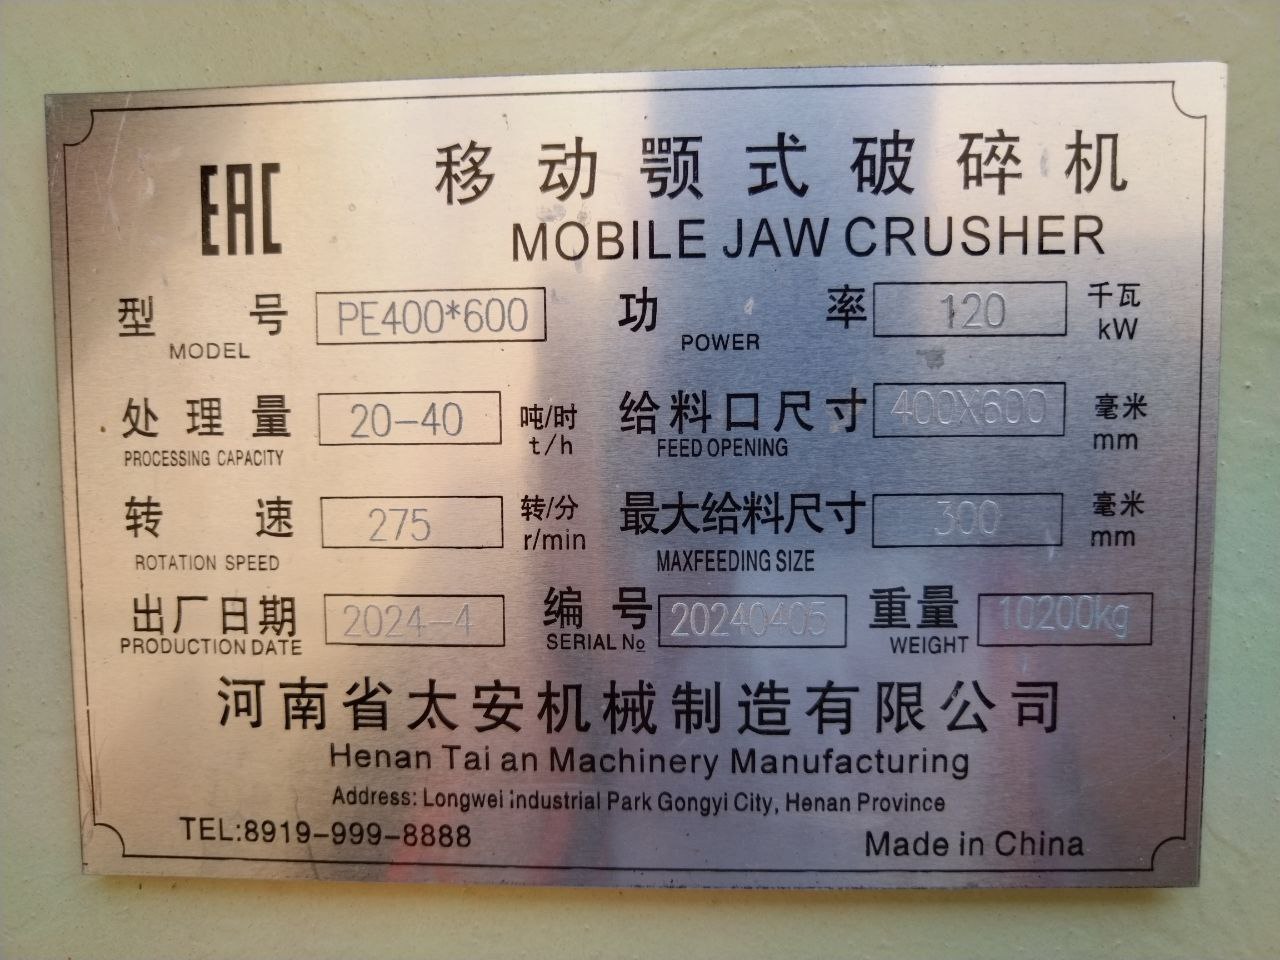 EAC
移动颚式破碎机
MOBILE JAW CRUSHER
型号 PE400*600 功率 120 千瓦
MODEL POWER kW
处理量 20-40 吨/时 给料口尺寸 400X600 毫米
PROCESSING CAPACITY t/h FEED OPENING mm
转速 275 转/分 最大给料尺寸 300 毫米
ROTATION SPEED r/min MAXFEEDING SIZE mm
出厂日期 2024-4 编号 20240405 重量 10200kg
PRODUCTION DATE SERIAL № WEIGHT
河南省太安机械制造有限公司
Henan Tai an Machinery Manufacturing
Address: Longwei industrial Park Gongyi City, Henan Province
TEL:8919-999-8888
Made in China